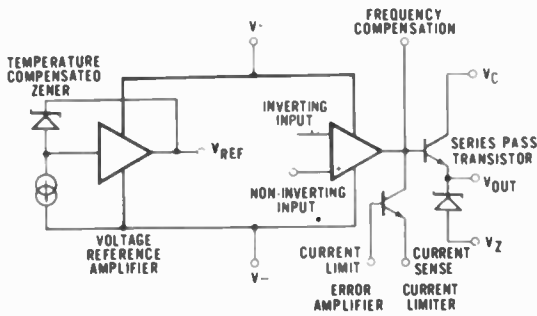 FREQUENCY
COMPENSATION
V-
TEMPERATURE
COMPENSATED
ZENER
VC
INVERTING
INPUT
SERIES PASS
TRANSISTOR
VREF
+
VOUT
NON-INVERTING
INPUT
VOLTAGE
REFERENCE
AMPLIFIER
V-
CURRENT
LIMIT
CURRENT
SENSE
VZ
ERROR
AMPLIFIER
CURRENT
LIMITER